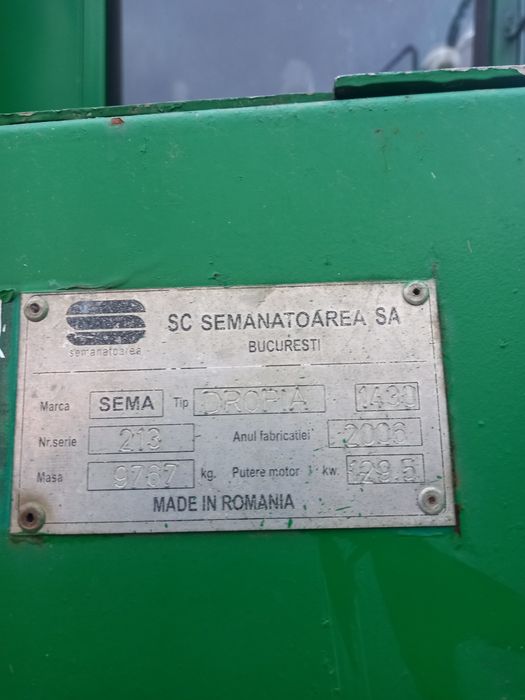 SC SEMANATOAREA SA
semanatoarea
BUCURESTI
Marca SEMA Tip DROPIA 1430
Nr.serie 213 Anul fabricatiei 2006
Masa 9767 kg. Putere motor kw. 129.5
MADE IN ROMANIA